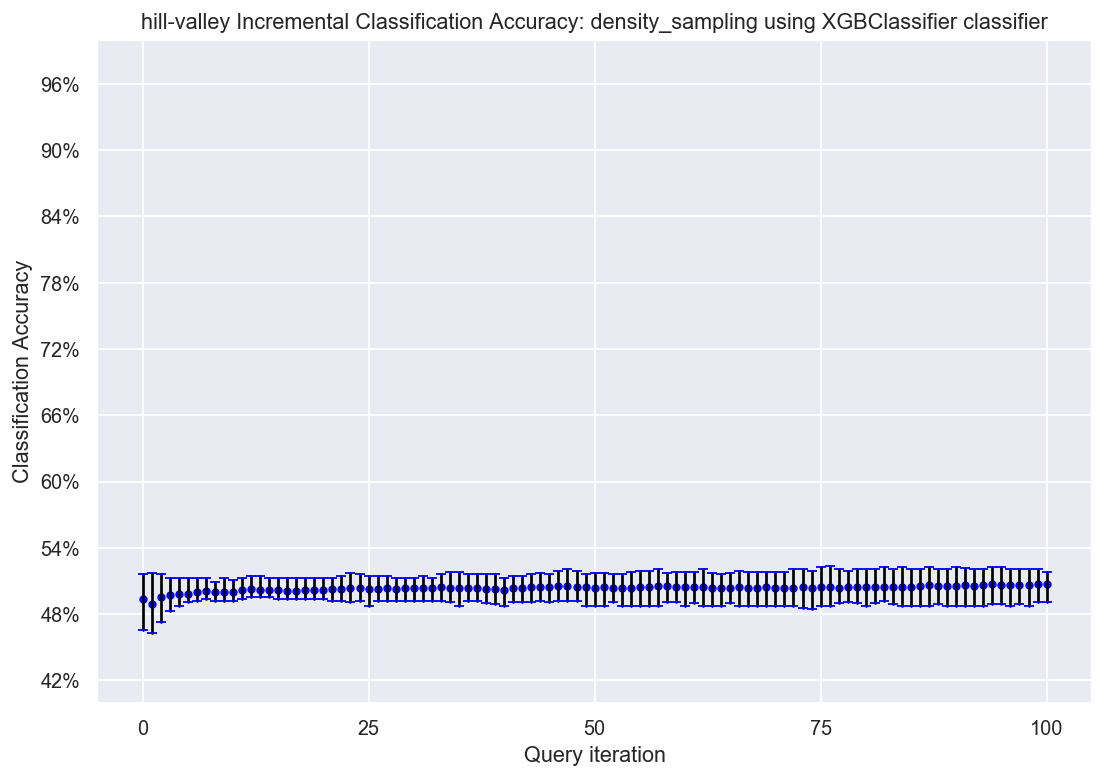 hill-valley Incremental Classification Accuracy: density_sampling using XGBClassifier classifier
96%
90%
84%
78%
72%
66%
60%
54%
48%
42%
Classification Accuracy
0 25 50 75 100
Query iteration